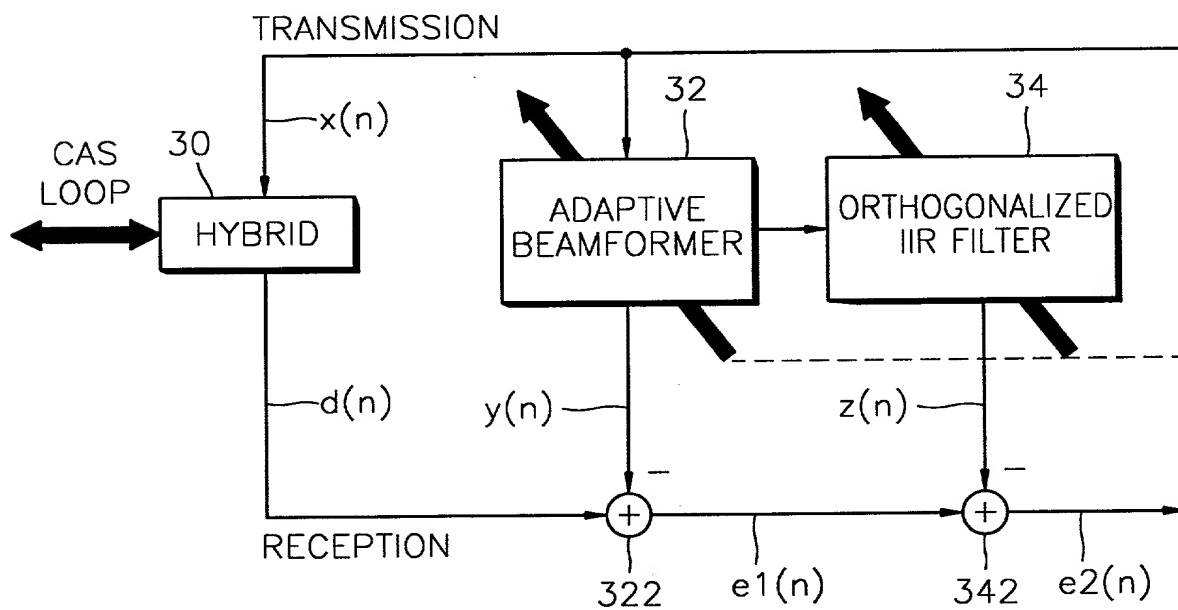 TRANSMISSION
x(n)
32
34
30
CAS
LOOP
HYBRID
ADAPTIVE
BEAMFORMER
ORTHOGONALIZED
IIR FILTER
d(n)
y(n)
z(n)
−
−
+
+
RECEPTION
322
e1(n)
342
e2(n)